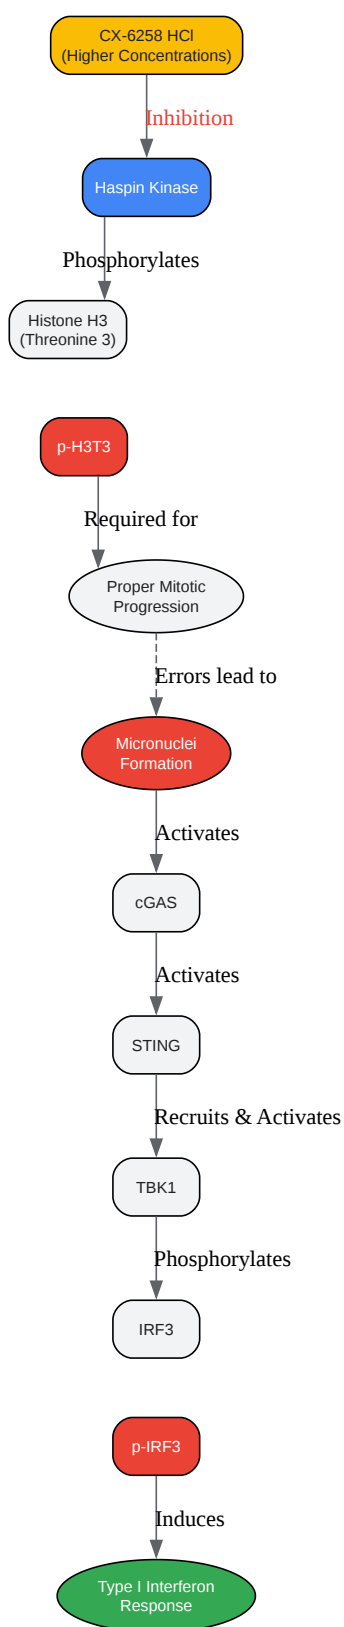 CX-6258 HCl
(Higher Concentrations)
Inhibition
Haspin Kinase
Phosphorylates
Histone H3
(Threonine 3)
p-H3T3
Required for
Proper Mitotic
Progression
Errors lead to
Micronuclei
Formation
Activates
cGAS
Activates
STING
Recruits & Activates
TBK1
Phosphorylates
IRF3
p-IRF3
Induces
Type I Interferon
Response